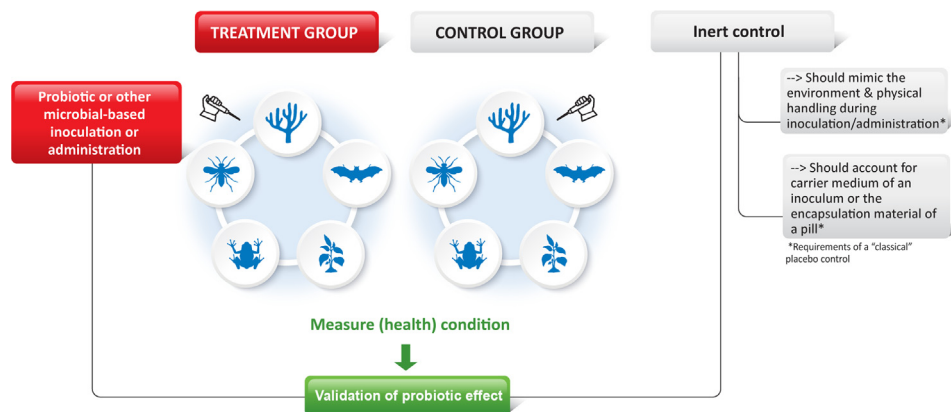 TREATMENT GROUP
CONTROL GROUP
Inert control
Probiotic or other
microbial-based
inoculation or
administration
--> Should mimic the
environment & physical
handling during
inoculation/administration*
--> Should account for
carrier medium of an
inoculum or the
encapsulation material of
a pill*
*Requirements of a “classical”
placebo control
Measure (health) condition
Validation of probiotic effect